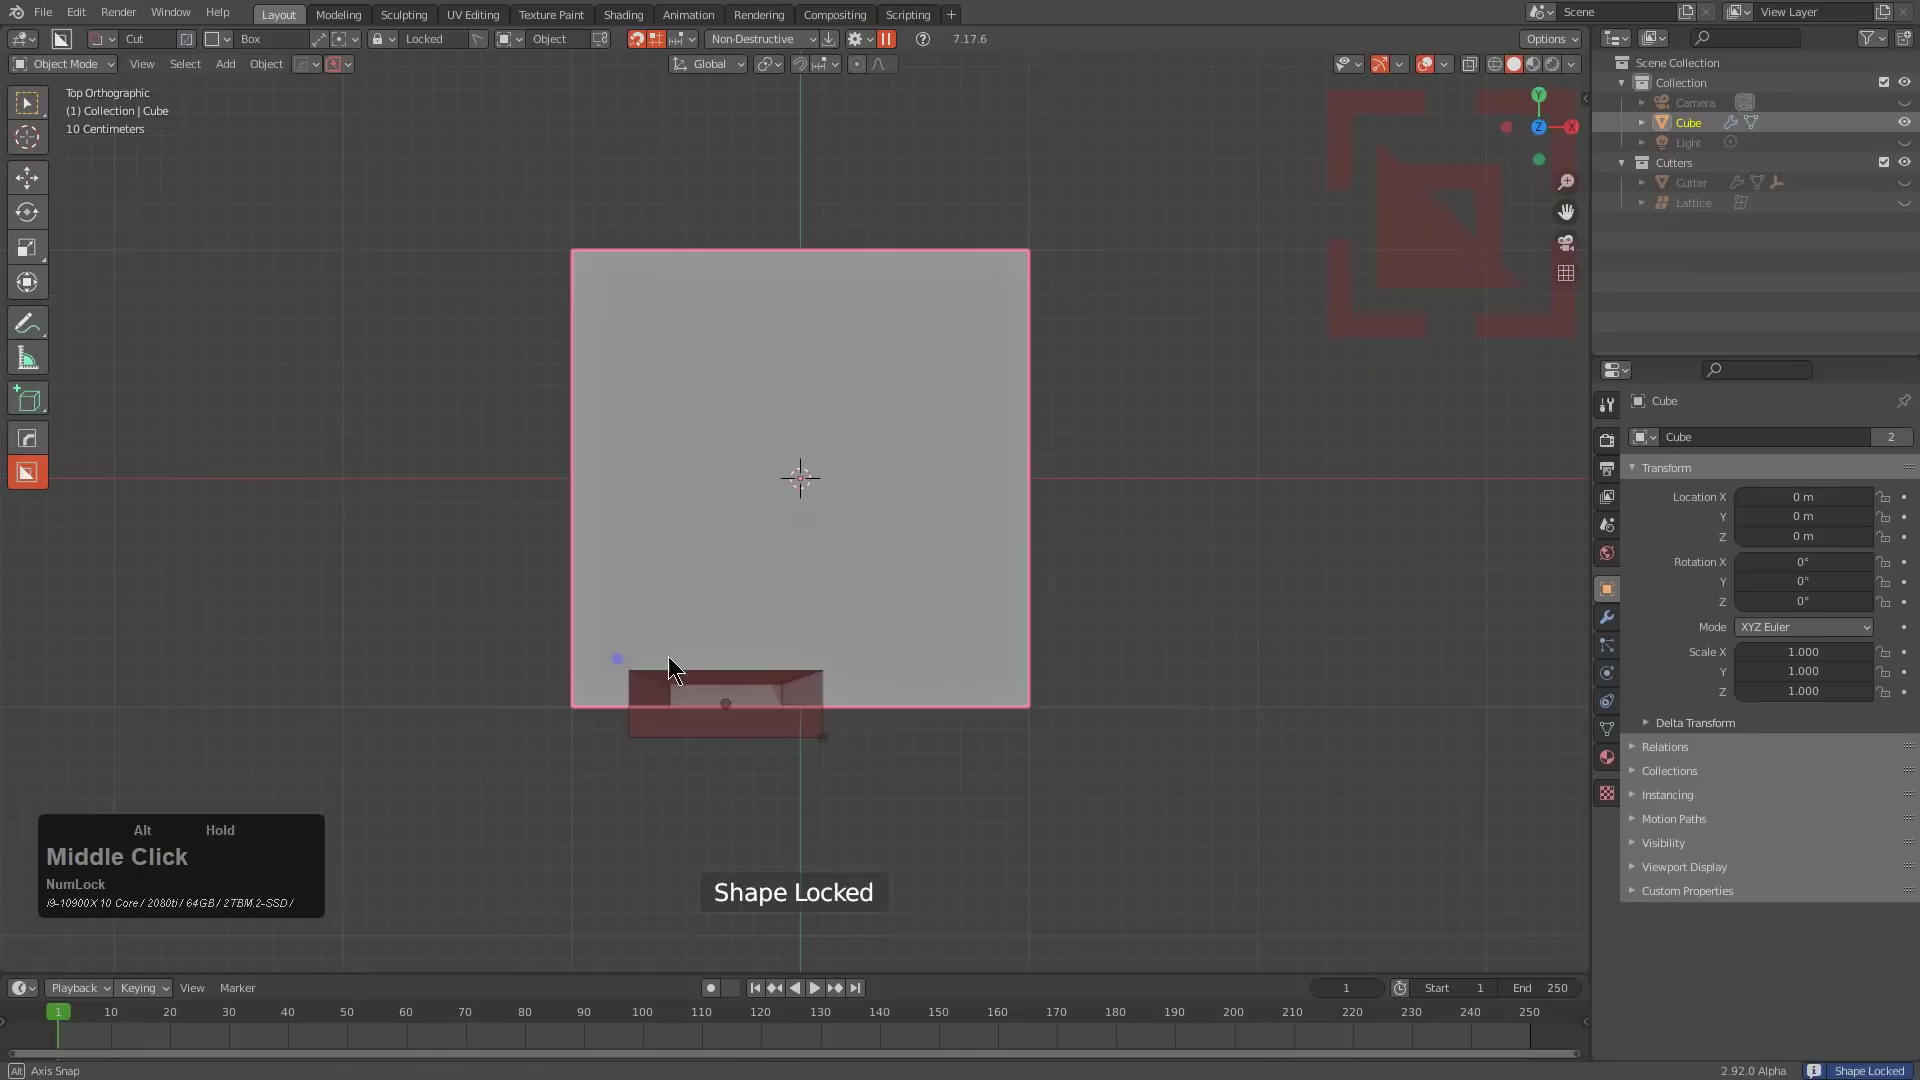 File Edit Render Window Help Layout Modeling Sculpting UV Editing Texture Paint Shading Animation Rendering Compositing Scripting + Scene View Layer
Cut Box Locked Object Non-Destructive 7.17.6 Options
Object Mode View Select Add Object Global
Top Orthographic
(1) Collection | Cube
10 Centimeters
Y
Z
X
Scene Collection
Collection
Camera
Cube
Light
Cutters
Cutter
Lattice
Cube
Cube 2
Transform
Location X 0 m
Y 0 m
Z 0 m
Rotation X 0°
Y 0°
Z 0°
Mode XYZ Euler
Scale X 1.000
Y 1.000
Z 1.000
Delta Transform
Relations
Collections
Instancing
Motion Paths
Visibility
Viewport Display
Custom Properties
Alt Hold
Middle Click
NumLock
i9-10900X 10 Core / 2080ti / 64GB / 2TBM.2-SSD /
Shape Locked
Playback Keying View Marker 1 Start 1 End 250
1 10 20 30 40 50 60 70 80 90 100 110 120 130 140 150 160 170 180 190 200 210 220 230 240 250
Alt Axis Snap 2.92.0 Alpha Shape Locked